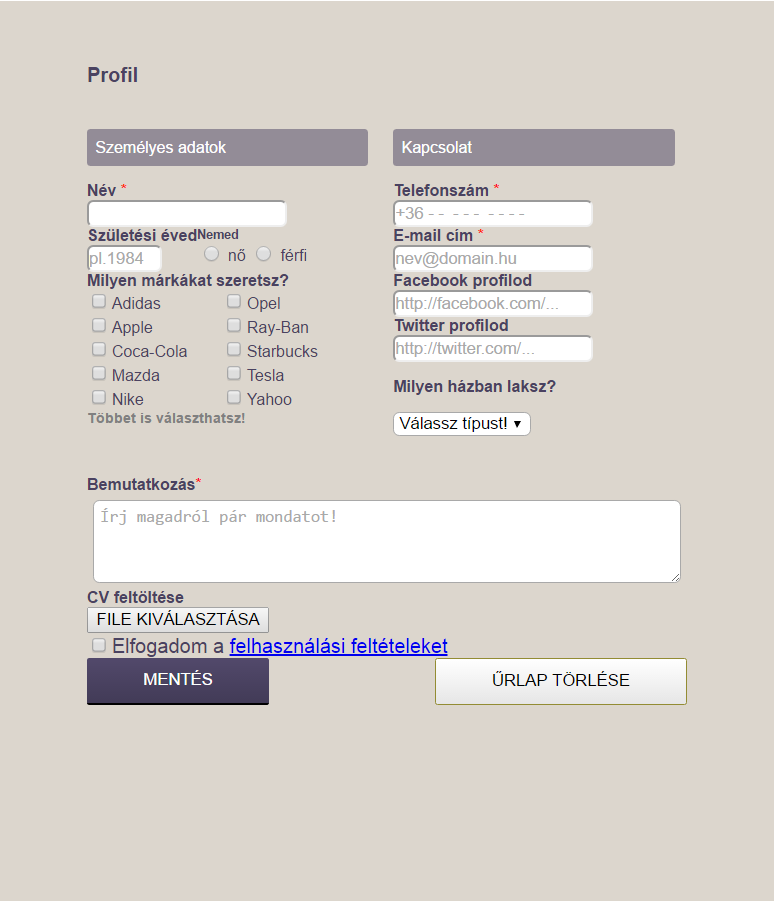 Profil
Személyes adatok
Név *
Születési éved Nemed
pl.1984 nő férfi
Milyen márkákat szeretsz?
Adidas Opel
Apple Ray-Ban
Coca-Cola Starbucks
Mazda Tesla
Nike Yahoo
Többet is választhatsz!
Kapcsolat
Telefonszám *
+36 - - - - - - - - -
E-mail cím *
nev@domain.hu
Facebook profilod
http://facebook.com/...
Twitter profilod
http://twitter.com/...
Milyen házban laksz?
Válassz típust!
Bemutatkozás*
Írj magadról pár mondatot!
CV feltöltése
FILE KIVÁLASZTÁSA
Elfogadom a felhasználási feltételeket
MENTÉS ŰRLAP TÖRLÉSE